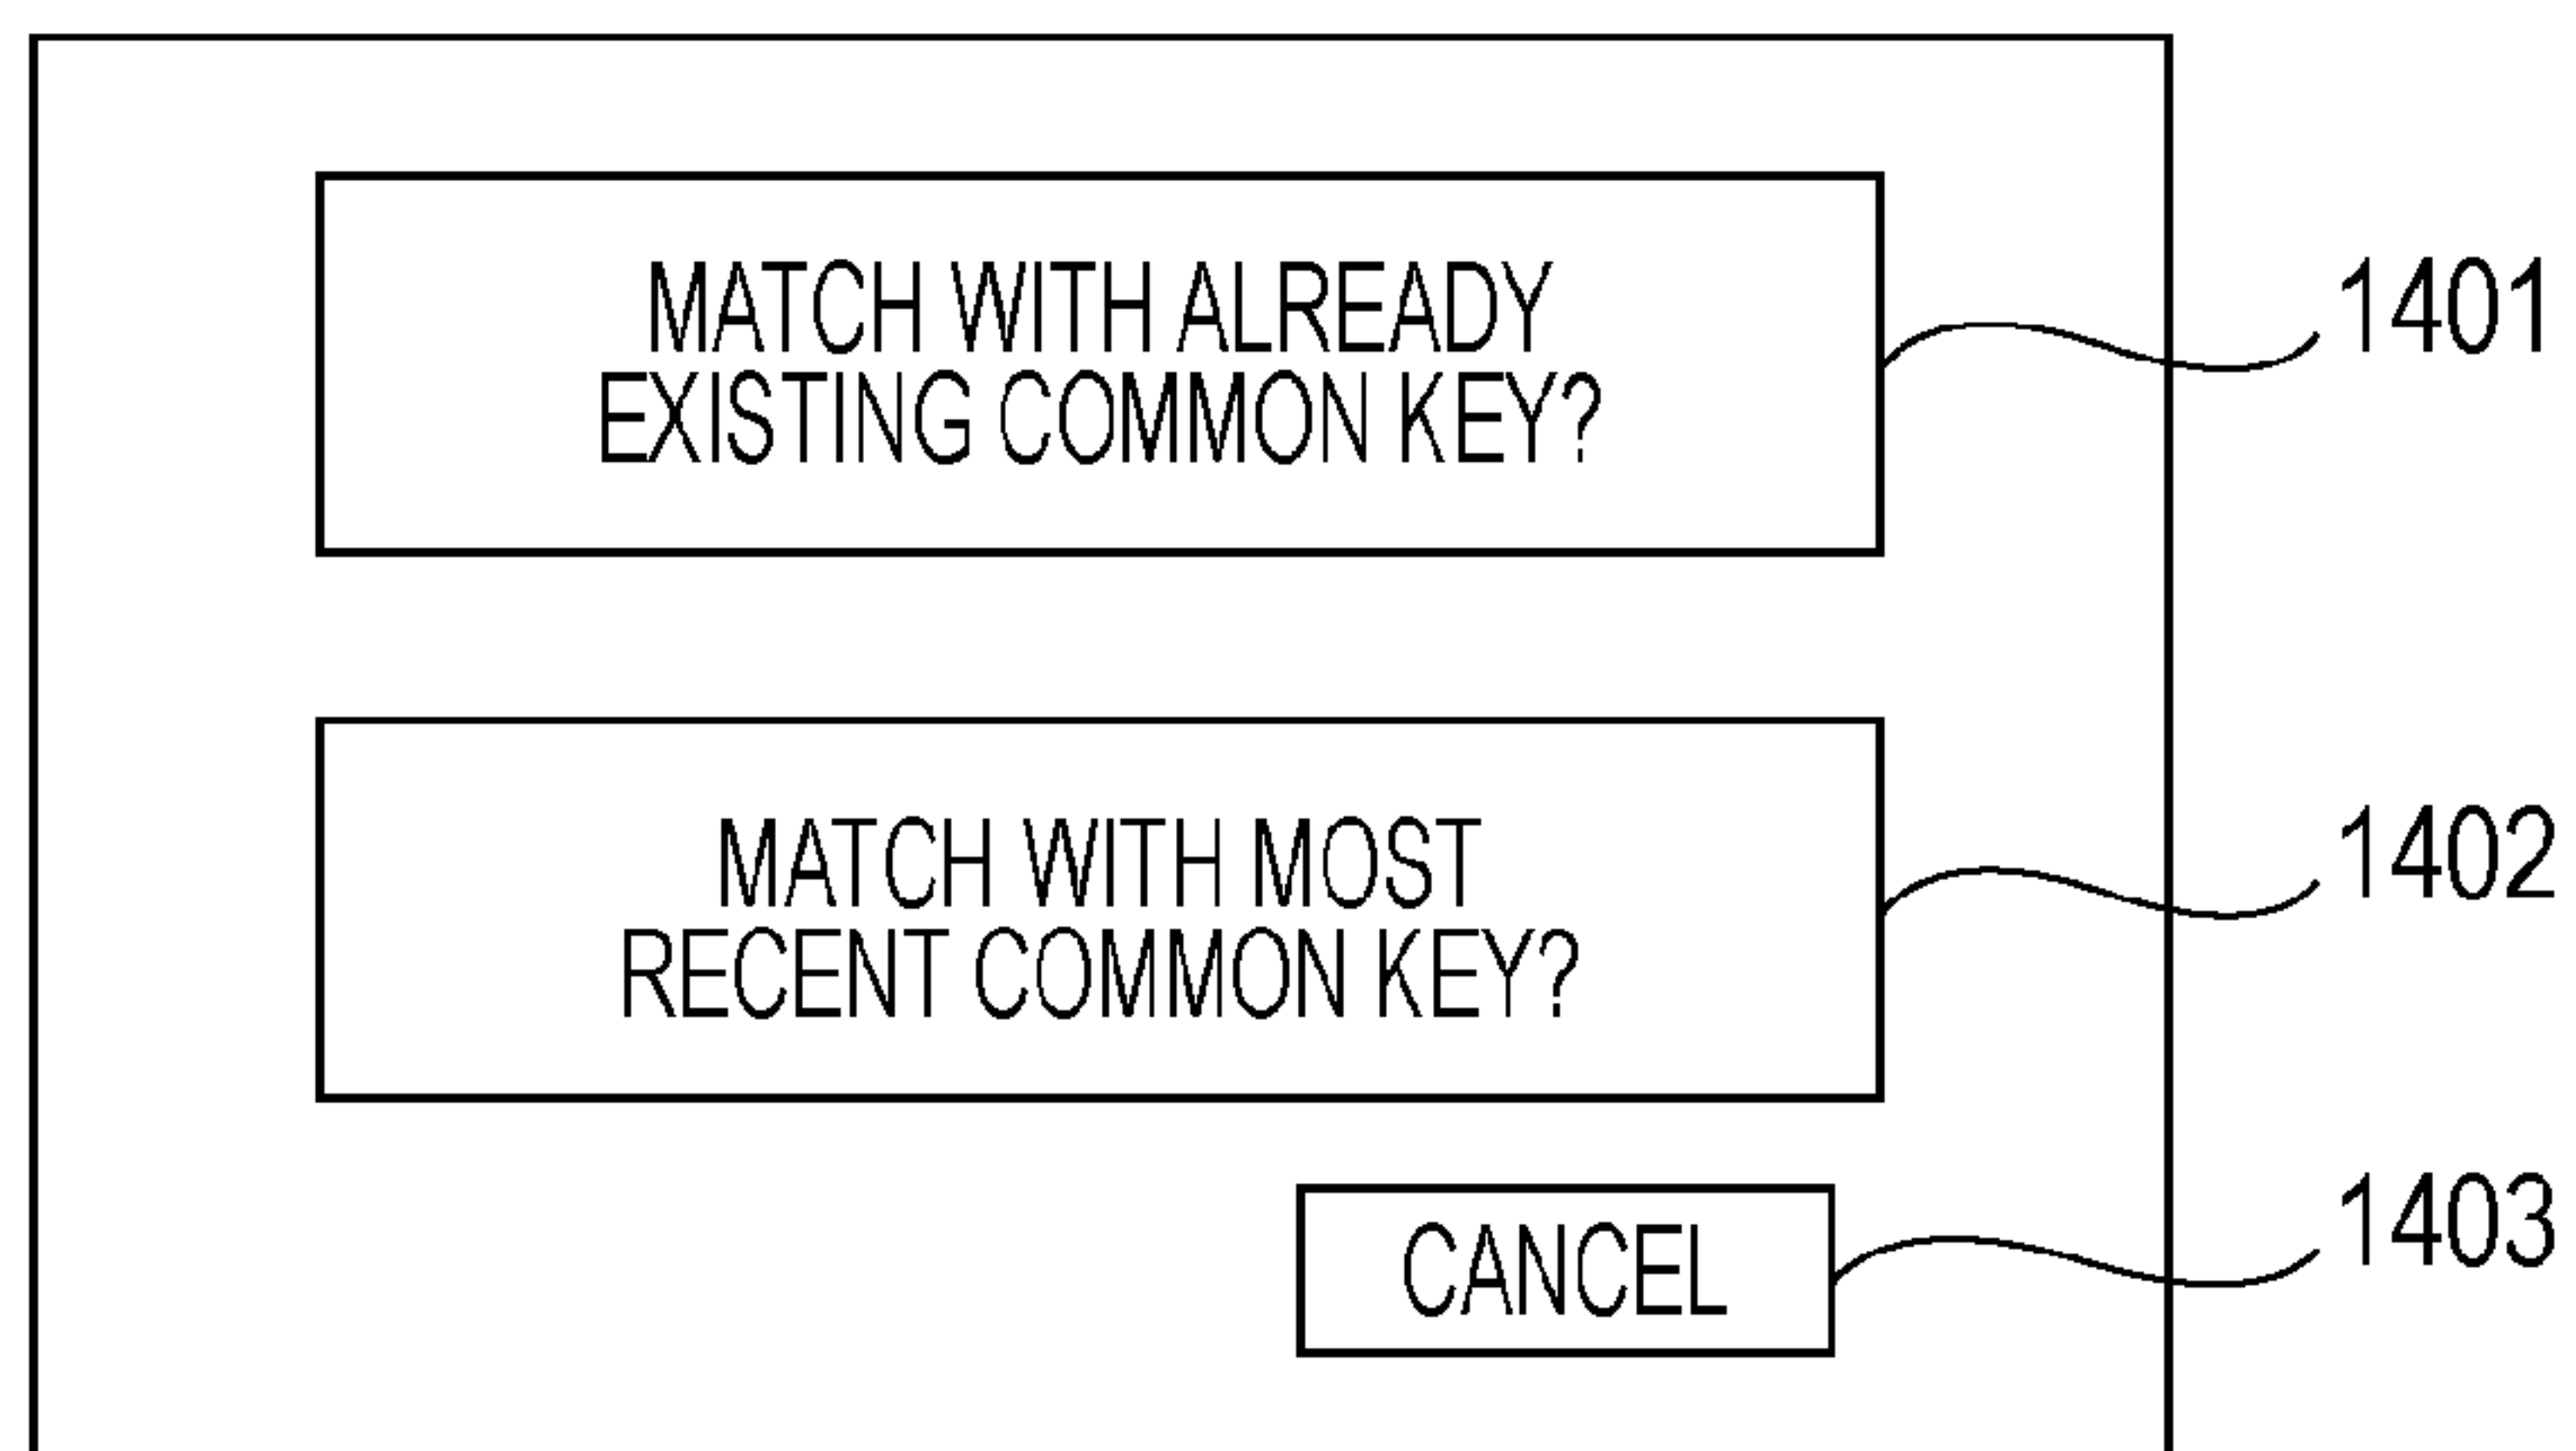 MATCH WITH ALREADY
EXISTING COMMON KEY?
1401
MATCH WITH MOST
RECENT COMMON KEY?
1402
CANCEL
1403